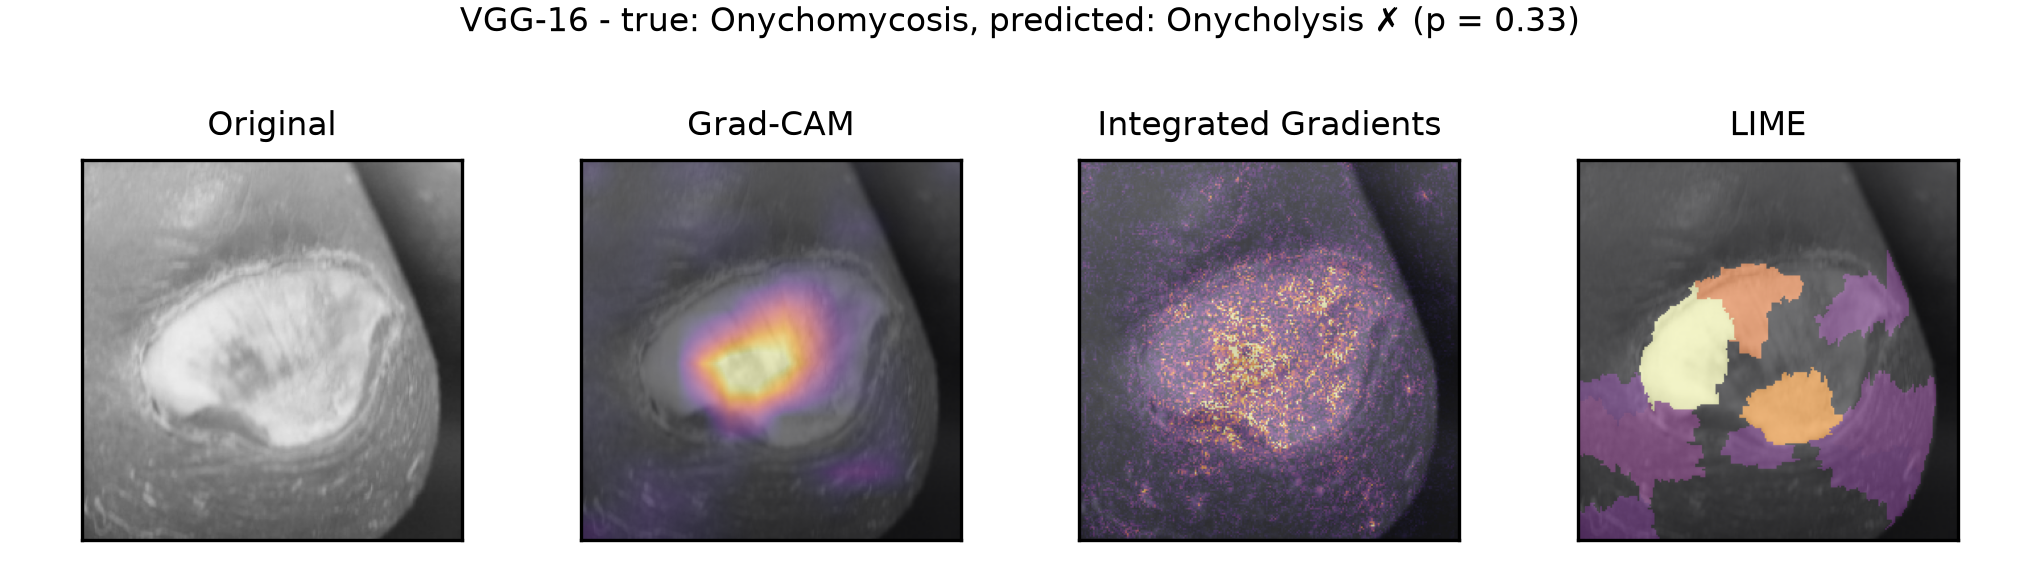 VGG-16 - true: Onychomycosis, predicted: Onycholysis ✗ (p = 0.33)
Original
Grad-CAM
Integrated Gradients
LIME